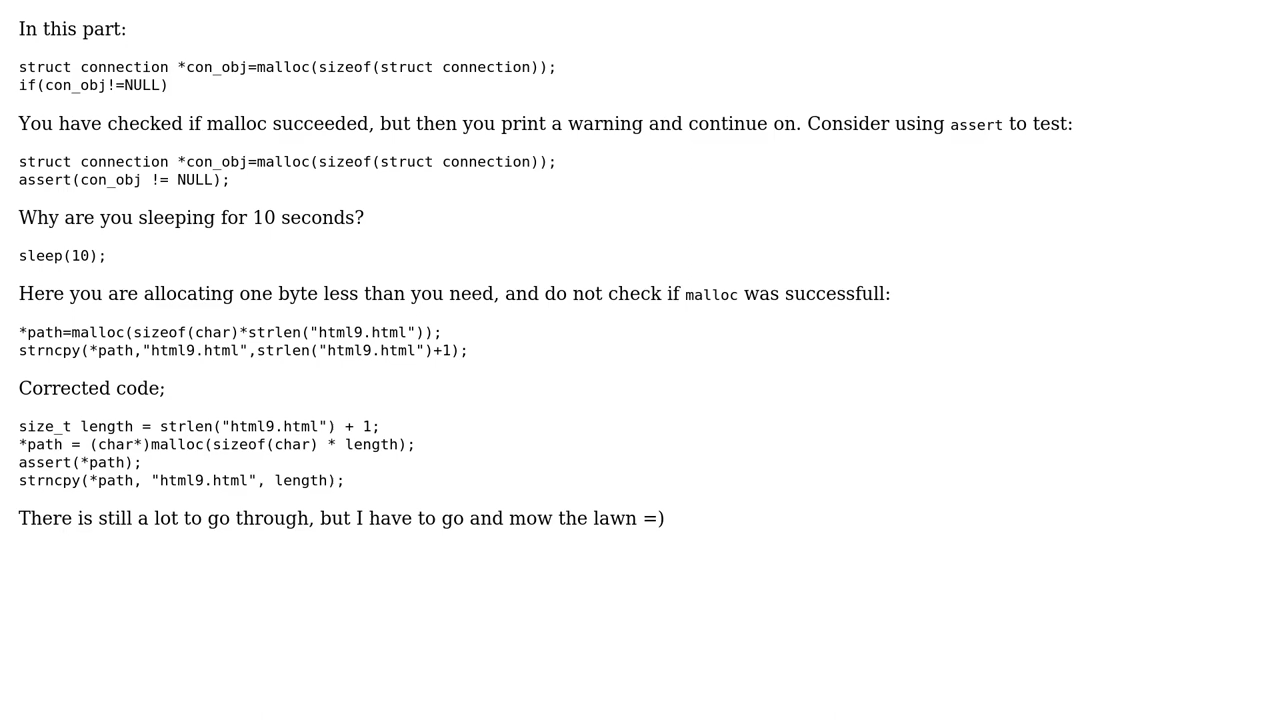 In this part:
struct connection *con_obj=malloc(sizeof(struct connection));
if(con_obj!=NULL)
You have checked if malloc succeeded, but then you print a warning and continue on. Consider using assert to test:
struct connection *con_obj=malloc(sizeof(struct connection));
assert(con_obj != NULL);
Why are you sleeping for 10 seconds?
sleep(10);
Here you are allocating one byte less than you need, and do not check if malloc was successfull:
*path=malloc(sizeof(char)*strlen("html9.html"));
strncpy(*path,"html9.html",strlen("html9.html")+1);
Corrected code;
size_t length = strlen("html9.html") + 1;
*path = (char*)malloc(sizeof(char) * length);
assert(*path);
strncpy(*path, "html9.html", length);
There is still a lot to go through, but I have to go and mow the lawn =)